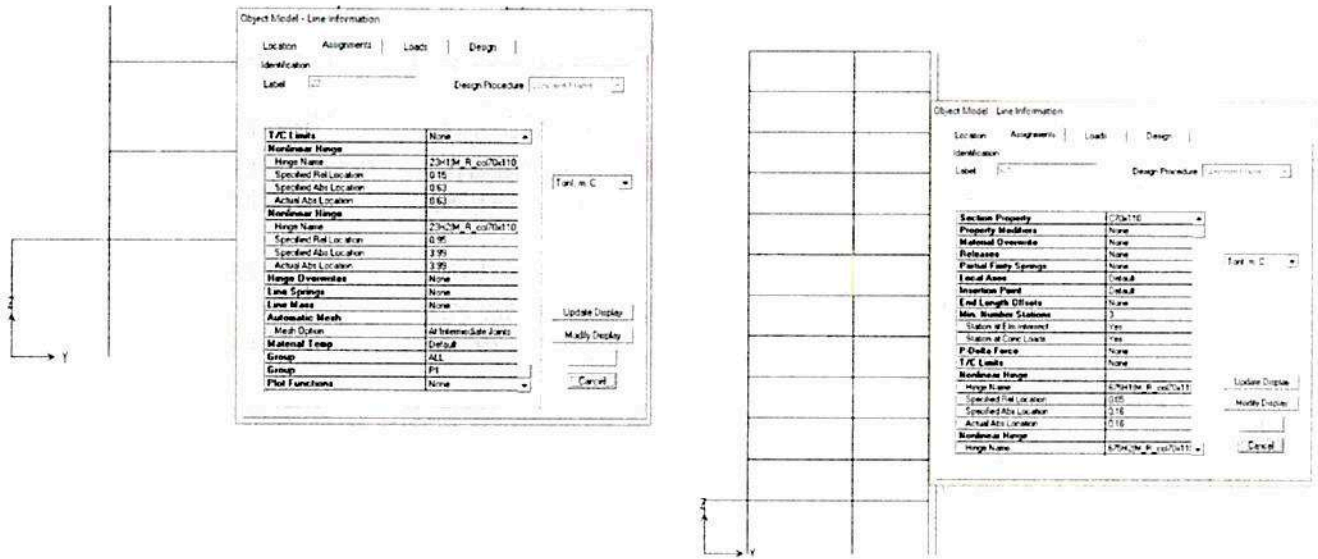 Object Model - Line Information
Location Assignments Loads Design
Identification
Label Design Procedure
T/C Limits None
Nonlinear Hinge
Hinge Name 23H1(M_R_col70x110
Specified Rel Location 0.15
Specified Abs Location 0.63
Actual Abs Location 0.63
Nonlinear Hinge
Hinge Name 23H2(M_R_col70x110
Specified Rel Location 0.95
Specified Abs Location 3.99
Actual Abs Location 3.99
Hinge Overwrites None
Line Springs None
Line Mass None
Automatic Mesh
Mesh Option At Intermediate Joints
Material Temp Default
Group ALL
Group P1
Plot Functions None
Tonf, m, C
Update Display
Modify Display
Cancel
Z
Y
Object Model - Line Information
Location Assignments Loads Design
Identification
Label Design Procedure
Section Property C70x110
Property Modifiers None
Material Overwrite None
Releases None
Partial Fixity Springs None
Local Axes Default
Insertion Point Default
End Length Offsets None
Min. Number Stations 3
Station at Elm Intersect Yes
Station at Conc Loads Yes
P-Delta Force None
T/C Limits None
Nonlinear Hinge
Hinge Name 675H1(M_R_col70x11
Specified Rel Location 0.05
Specified Abs Location 0.16
Actual Abs Location 0.16
Nonlinear Hinge
Hinge Name 675H2(M_R_col70x11
Tonf, m, C
Update Display
Modify Display
Cancel
Z
Y